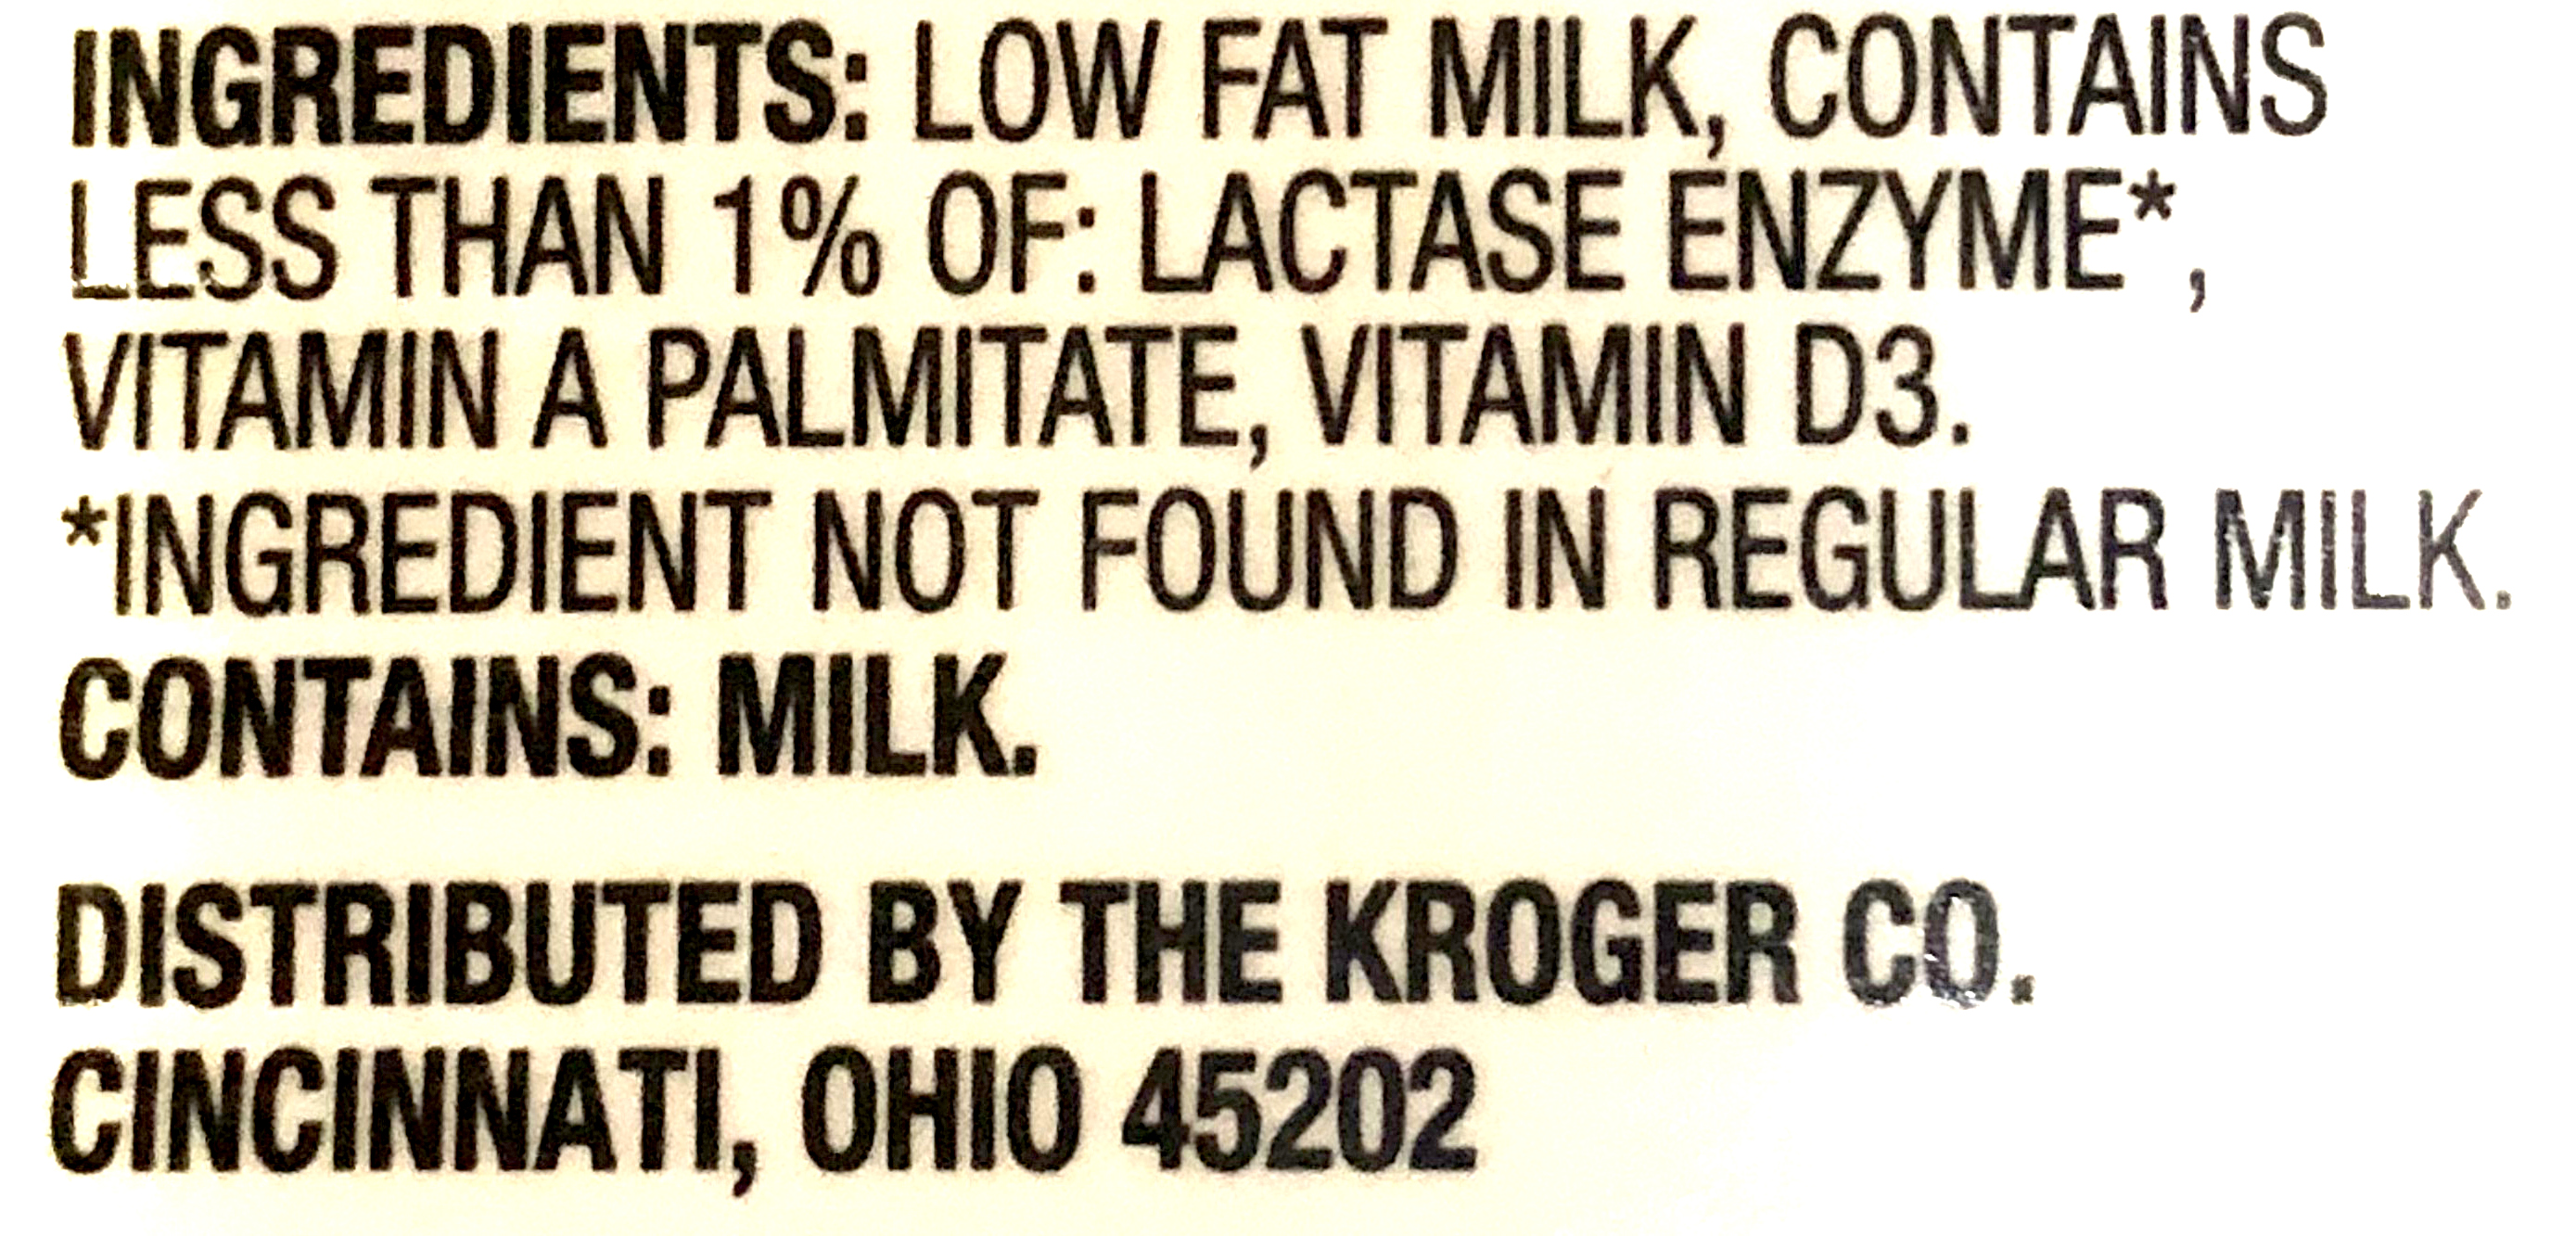 INGREDIENTS: LOW FAT MILK, CONTAINS
LESS THAN 1% OF: LACTASE ENZYME*,
VITAMIN A PALMITATE, VITAMIN D3.
*INGREDIENT NOT FOUND IN REGULAR MILK.
CONTAINS: MILK.
DISTRIBUTED BY THE KROGER CO.
CINCINNATI, OHIO 45202